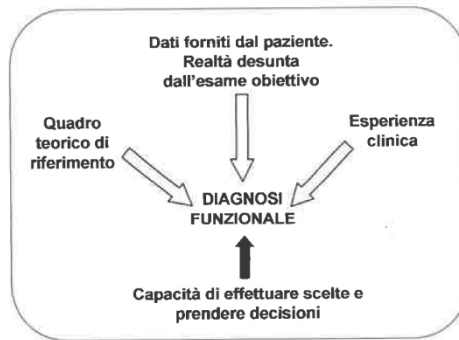 Dati forniti dal paziente.
Realtà desunta
dall'esame obiettivo
Quadro
teorico di
riferimento
Esperienza
clinica
DIAGNOSI
FUNZIONALE
Capacità di effettuare scelte e
prendere decisioni